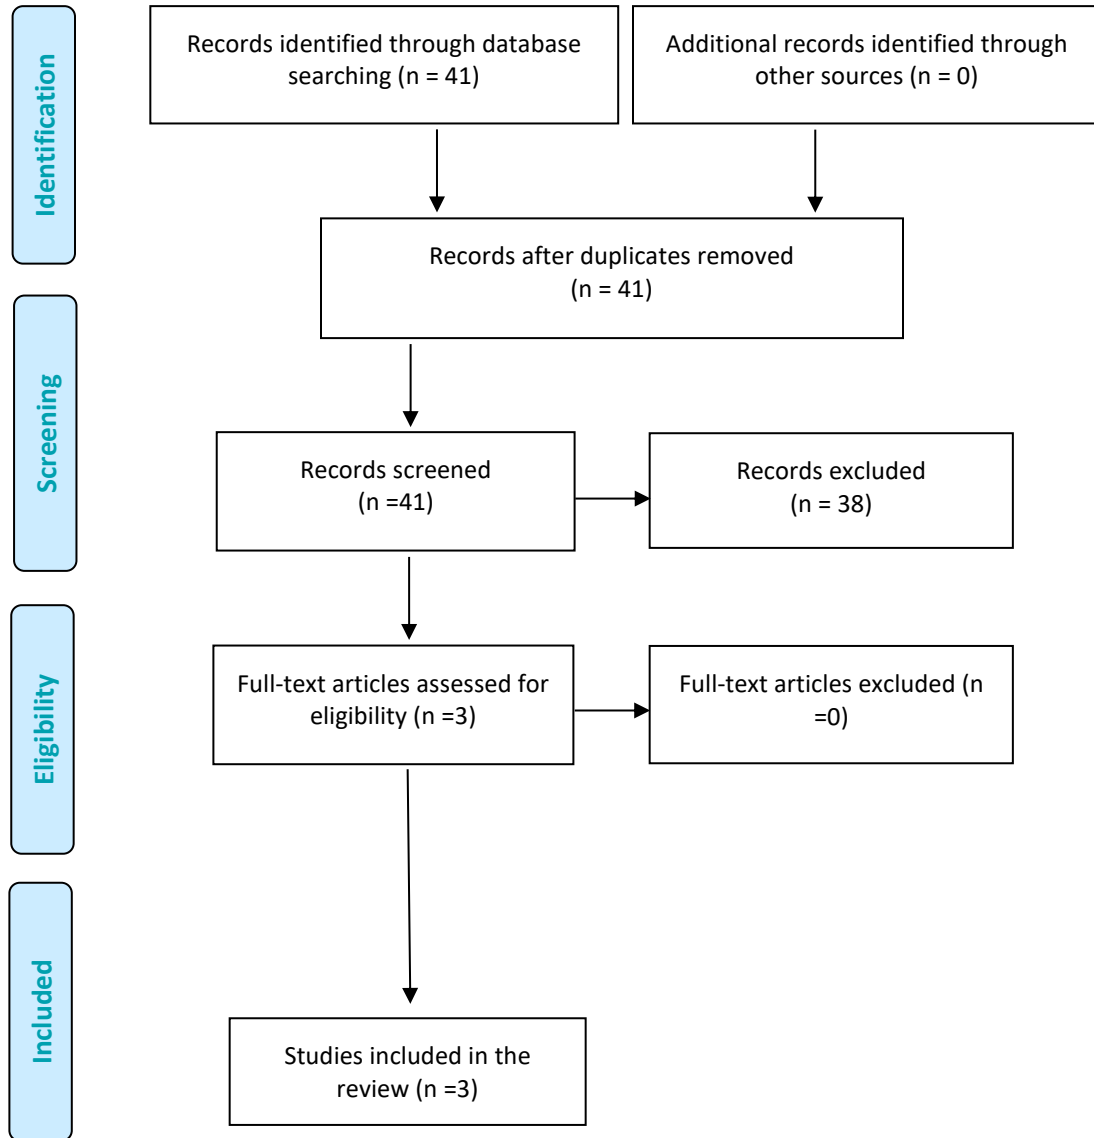 Identification
Records identified through database
searching (n = 41)
Additional records identified through
other sources (n = 0)
Records after duplicates removed
(n = 41)
Screening
Records screened
(n =41)
Records excluded
(n = 38)
Eligibility
Full-text articles assessed for
eligibility (n =3)
Full-text articles excluded (n
=0)
Included
Studies included in the
review (n =3)